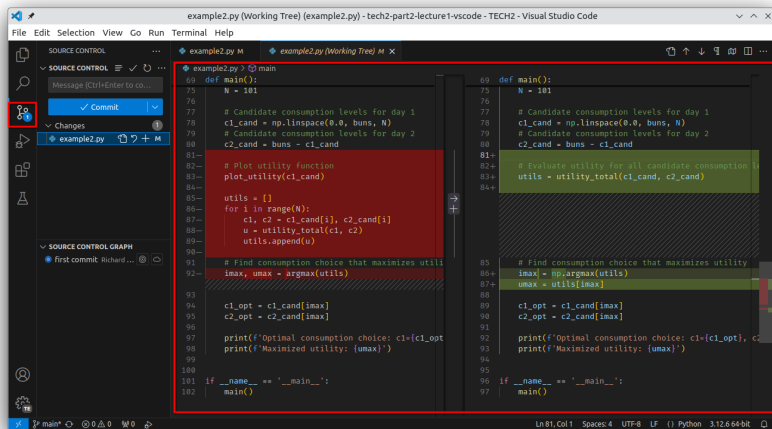 example2.py (Working Tree) (example2.py) - tech2-part2-lecture1-vscode - TECH2 - Visual Studio Code
File Edit Selection View Go Run Terminal Help
SOURCE CONTROL
SOURCE CONTROL
Message (Ctrl+Enter to co...
Commit
Changes 1
example2.py M
SOURCE CONTROL GRAPH
first commit Richard ...
1
TE
example2.py M
example2.py (Working Tree) M
example2.py > main
69 def main():
75 N = 101
76
77 # Candidate consumption levels for day 1
78 c1_cand = np.linspace(0.0, buns, N)
79 # Candidate consumption levels for day 2
80 c2_cand = buns - c1_cand
81-
82- # Plot utility function
83- plot_utility(c1_cand)
84-
85- utils = []
86- for i in range(N):
87- c1, c2 = c1_cand[i], c2_cand[i]
88- u = utility_total(c1, c2)
89- utils.append(u)
90-
91 # Find consumption choice that maximizes utili
92- imax, umax = argmax(utils)
93
94 c1_opt = c1_cand[imax]
95 c2_opt = c2_cand[imax]
96
97 print(f'Optimal consumption choice: c1={c1_opt
98 print(f'Maximized utility: {umax}')
99
100
101 if __name__ == '__main__':
102 main()
69 def main():
75 N = 101
76
77 # Candidate consumption levels for day 1
78 c1_cand = np.linspace(0.0, buns, N)
79 # Candidate consumption levels for day 2
80 c2_cand = buns - c1_cand
81+
82+ # Evaluate utility for all candidate consumption l
83+ utils = utility_total(c1_cand, c2_cand)
84+
85 # Find consumption choice that maximizes utility
86+ imax = np.argmax(utils)
87+ umax = utils[imax]
88
89 c1_opt = c1_cand[imax]
90 c2_opt = c2_cand[imax]
91
92 print(f'Optimal consumption choice: c1={c1_opt}, c2
93 print(f'Maximized utility: {umax}')
94
95
96 if __name__ == '__main__':
97 main()
main* 0 0 0 Ln 81, Col 1 Spaces: 4 UTF-8 LF {} Python 3.12.6 64-bit